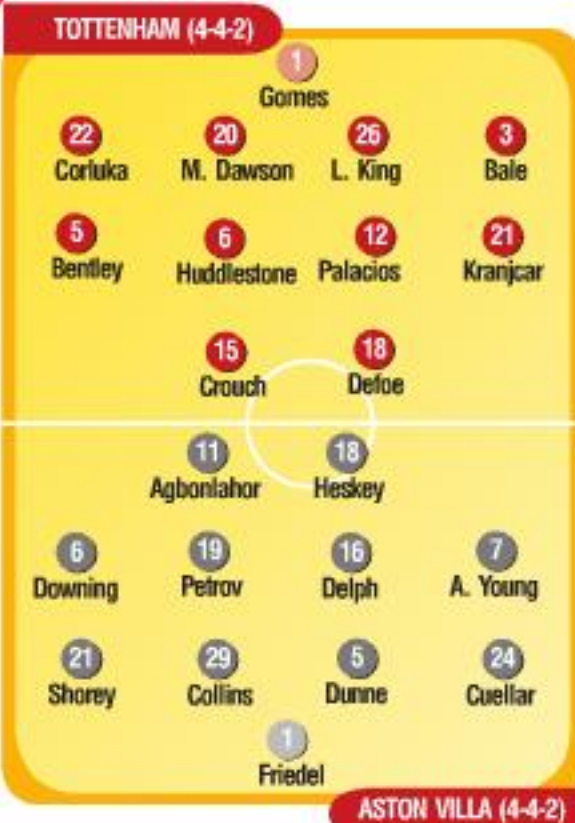 TOTTENHAM (4-4-2)
1
Gomes
22 20 26 3
Corluka M. Dawson L. King Bale
5 6 12 21
Bentley Huddlestone Palacios Kranjcar
15 18
Crouch Defoe
11 18
Agbonlahor Heskey
6 19 16 7
Downing Petrov Delph A. Young
21 29 5 24
Shorey Collins Dunne Cuellar
1
Friedel
ASTON VILLA (4-4-2)